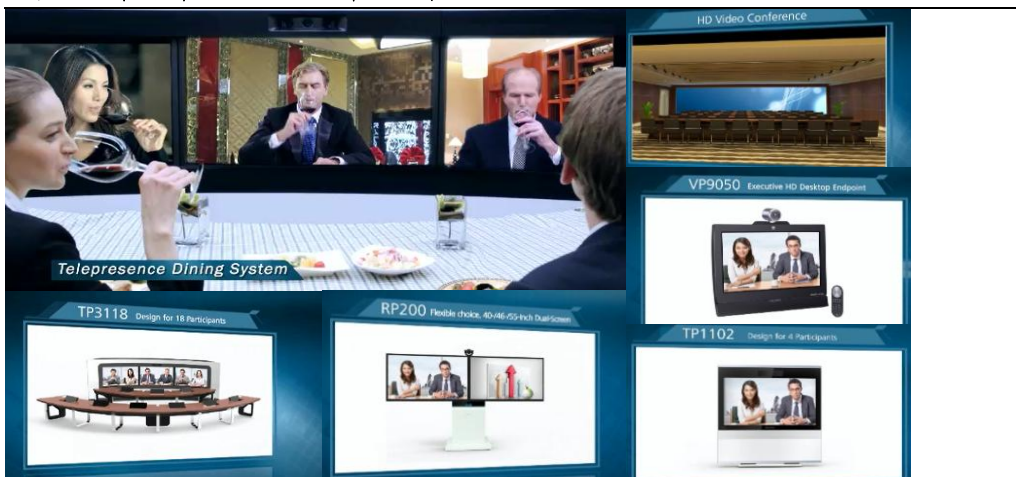 HD Video Conference
Telepresence Dining System
VP9050 Executive HD Desktop Endpoint
TP3118 Design for 18 Participants
RP200 Flexible choice, 40-/46-/55-Inch Dual-Screen
TP1102 Design for 4 Participants